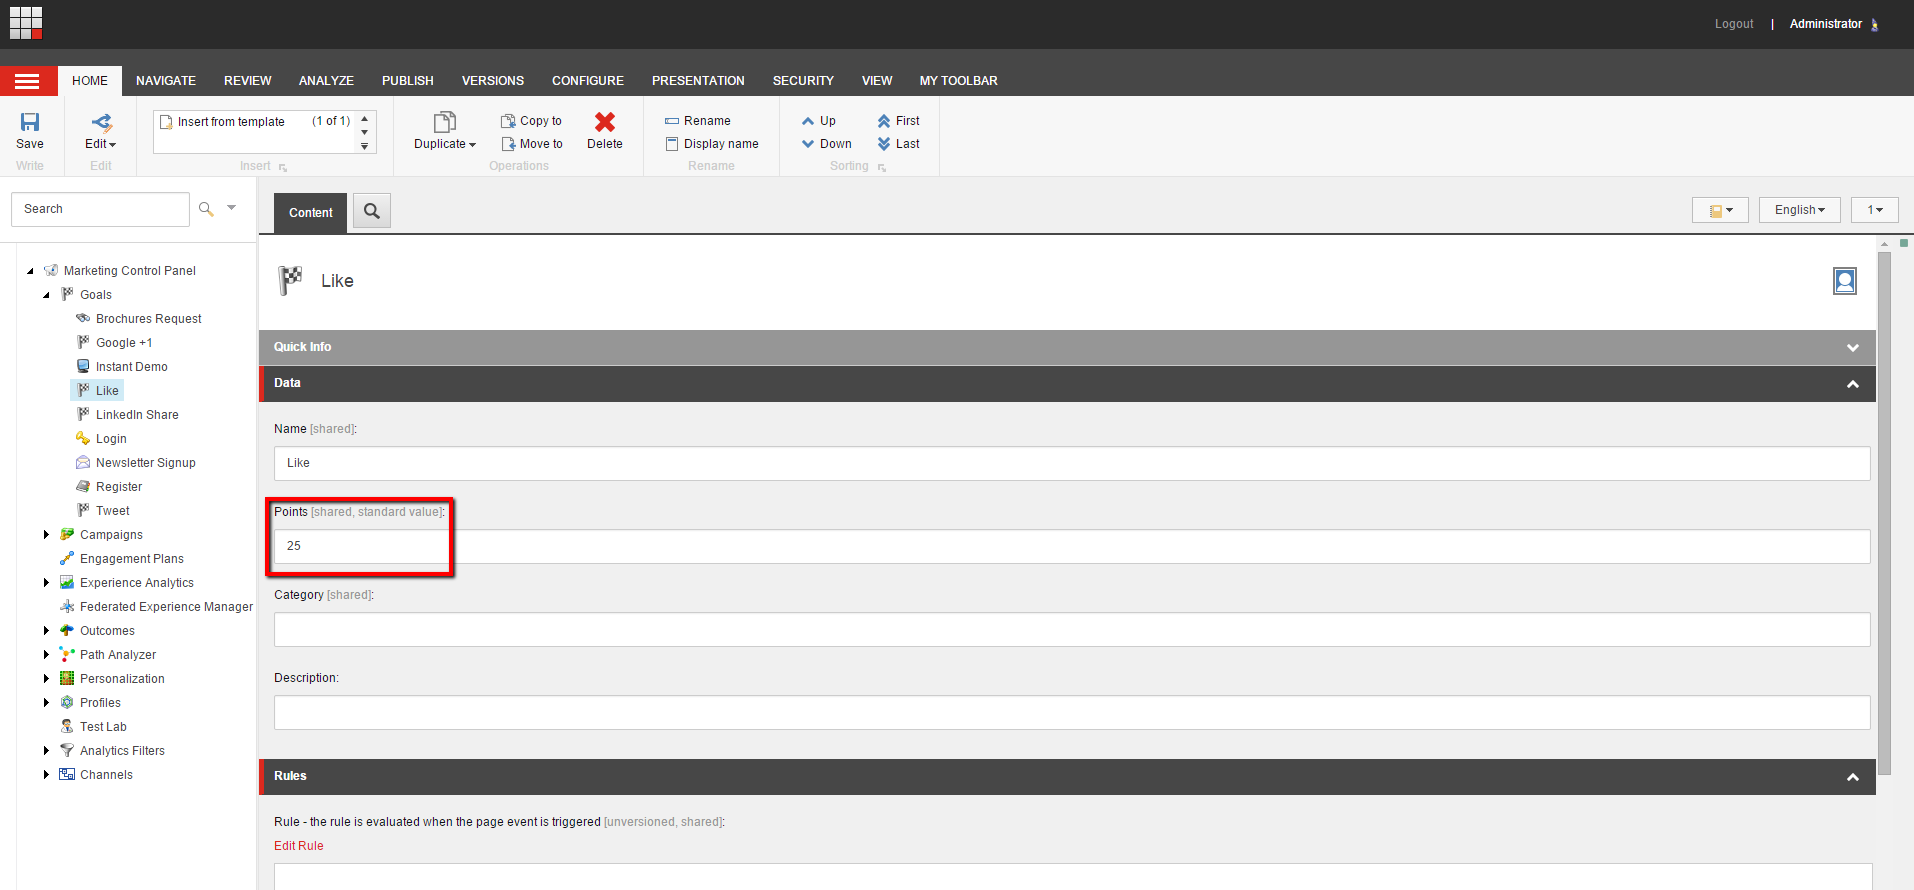 Logout | Administrator
HOME NAVIGATE REVIEW ANALYZE PUBLISH VERSIONS CONFIGURE PRESENTATION SECURITY VIEW MY TOOLBAR
Insert from template (1 of 1) Copy to Rename Up First
Save Edit Duplicate Move to Delete Display name Down Last
Write Edit Insert Operations Rename Sorting
Search
Content
English 1
Marketing Control Panel
Goals
Brochures Request
Google +1
Instant Demo
Like
LinkedIn Share
Login
Newsletter Signup
Register
Tweet
Campaigns
Engagement Plans
Experience Analytics
Federated Experience Manager
Outcomes
Path Analyzer
Personalization
Profiles
Test Lab
Analytics Filters
Channels
Like
Quick Info
Data
Name [shared]:
Like
Points [shared, standard value]:
25
Category [shared]:
Description:
Rules
Rule - the rule is evaluated when the page event is triggered [unversioned, shared]:
Edit Rule